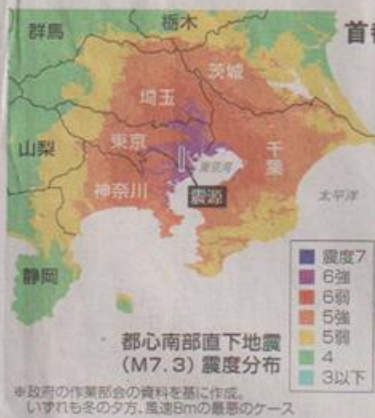 栃木
群馬
首都
茨城
埼玉
山梨
東京
東京湾
千葉
神奈川
震源
太平洋
静岡
震度7
6強
6弱
5強
5弱
4
3以下
都心南部直下地震
(M7.3) 震度分布
※政府の作業部会の資料を基に作成。
いずれも冬の夕方、風速8mの最悪のケース